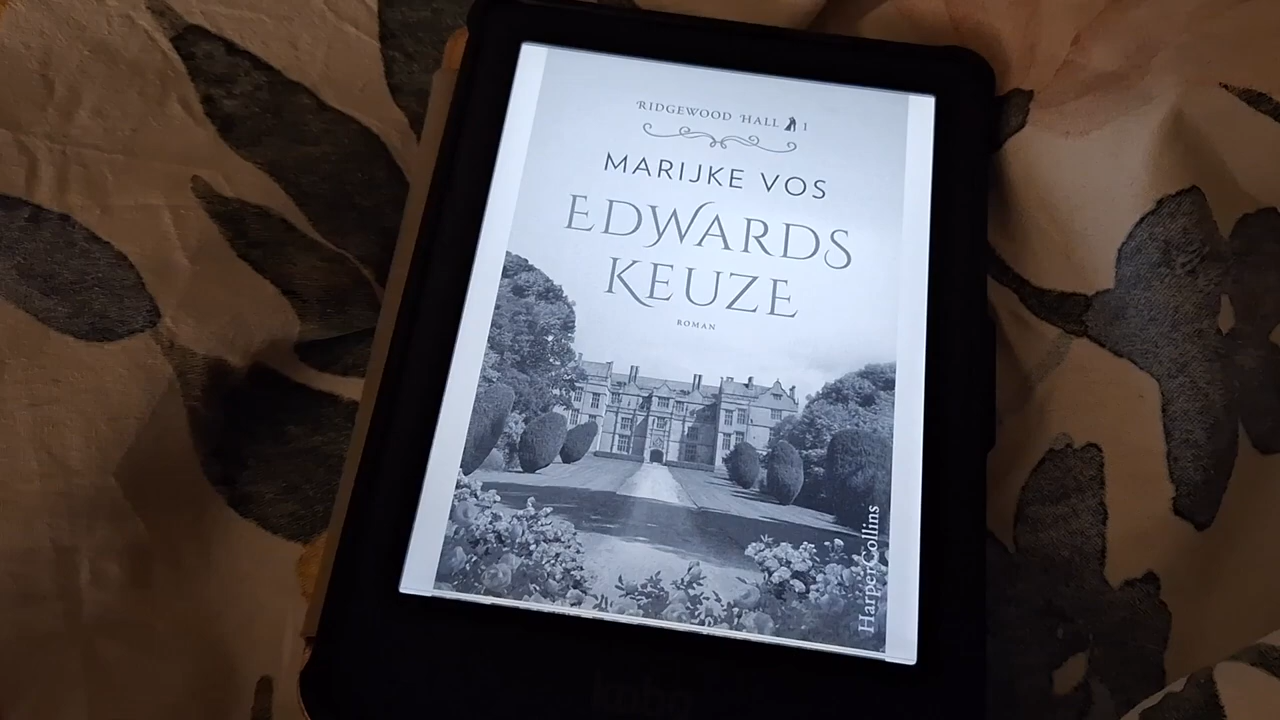 RIDGEWOOD HALL 1
MARIJKE VOS
EDWARDS
KEUZE
ROMAN
HarperCollins